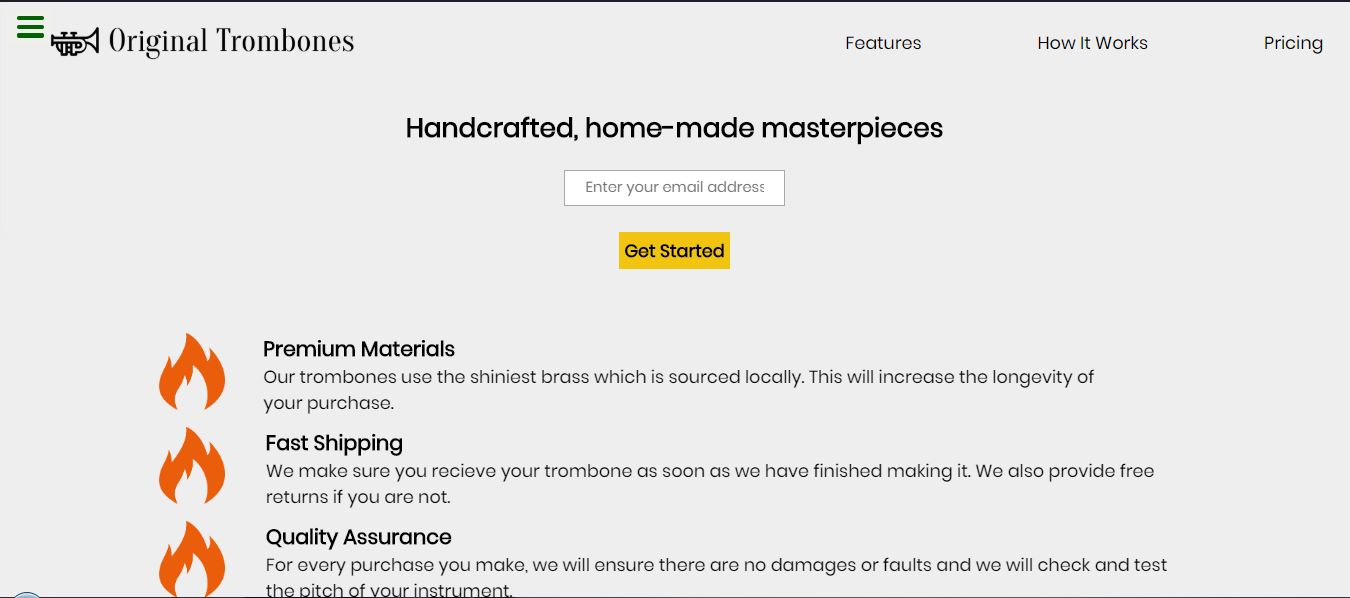 Original Trombones
Features
How It Works
Pricing
Handcrafted, home-made masterpieces
Enter your email address
Get Started
Premium Materials
Our trombones use the shiniest brass which is sourced locally. This will increase the longevity of
your purchase.
Fast Shipping
We make sure you recieve your trombone as soon as we have finished making it. We also provide free
returns if you are not.
Quality Assurance
For every purchase you make, we will ensure there are no damages or faults and we will check and test
the pitch of your instrument.